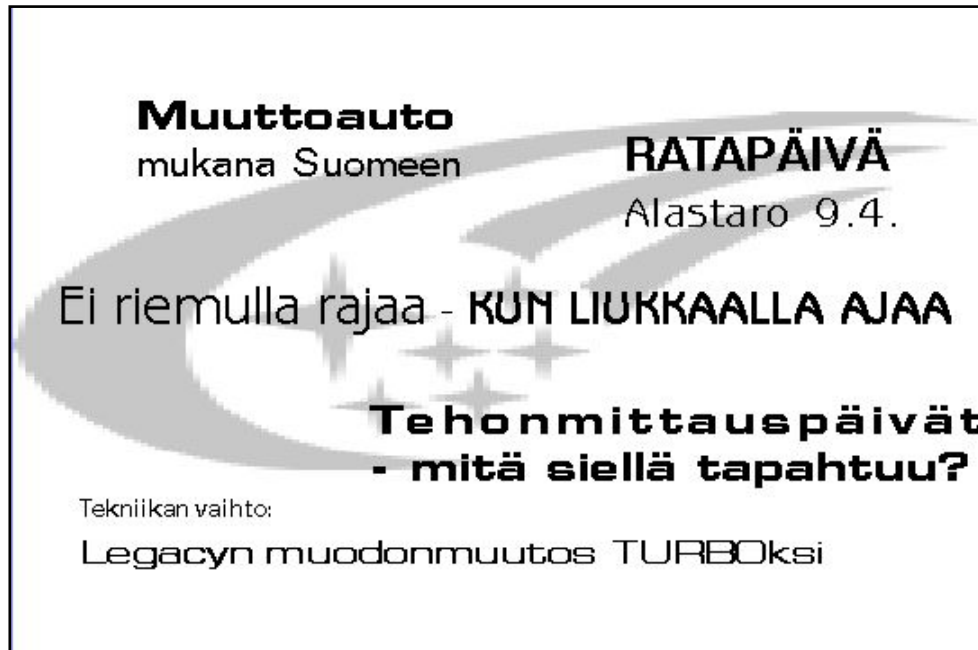 Muuttoauto
mukana Suomeen
RATAPÄIVÄ
Alastaro 9.4.
Ei riemulla rajaa - KUN LIUKKAALLA AJAA
Tehonmittauspäivät
- mitä siellä tapahtuu?
Tekniikan vaihto:
Legacyn muodonmuutos TURBOksi